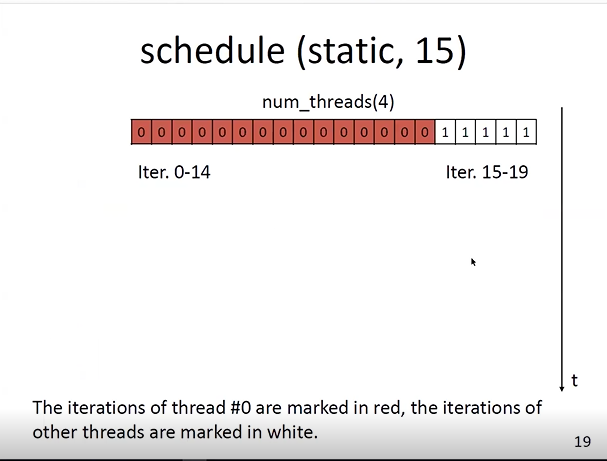 schedule (static, 15)
num_threads(4)
0 0 0 0 0 0 0 0 0 0 0 0 0 0 0 1 1 1 1 1
Iter. 0-14 Iter. 15-19
t
The iterations of thread #0 are marked in red, the iterations of
other threads are marked in white.
19